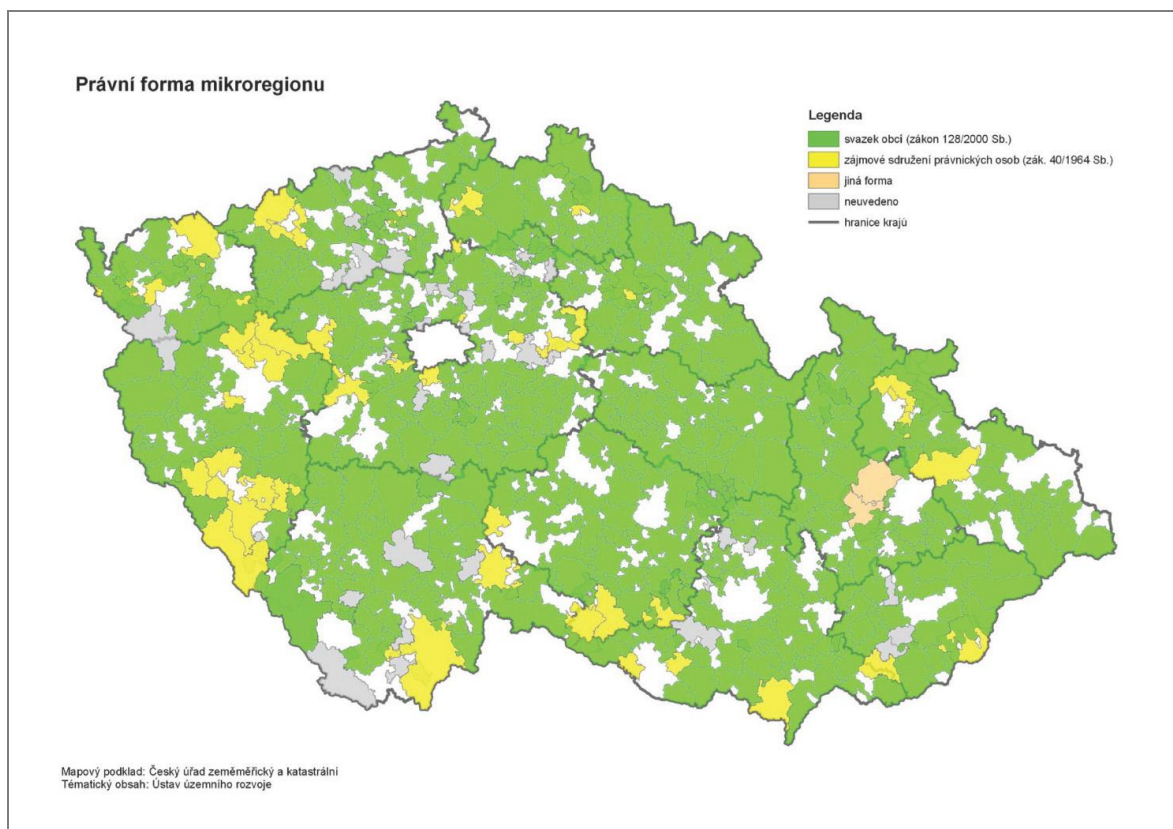 Právní forma mikroregionu
Legenda
svazek obcí (zákon 128/2000 Sb.)
zájmové sdružení právnických osob (zák. 40/1964 Sb.)
jiná forma
neuvedeno
hranice krajů
Mapový podklad: Český úřad zeměměřický a katastrální
Tématický obsah: Ústav územního rozvoje